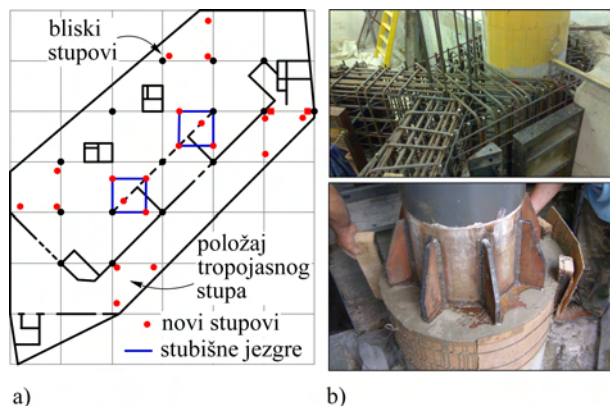 bliski
stupovi
položaj
tropojasnog
stupa
novi stupovi
stubišne jezgre
a)
b)